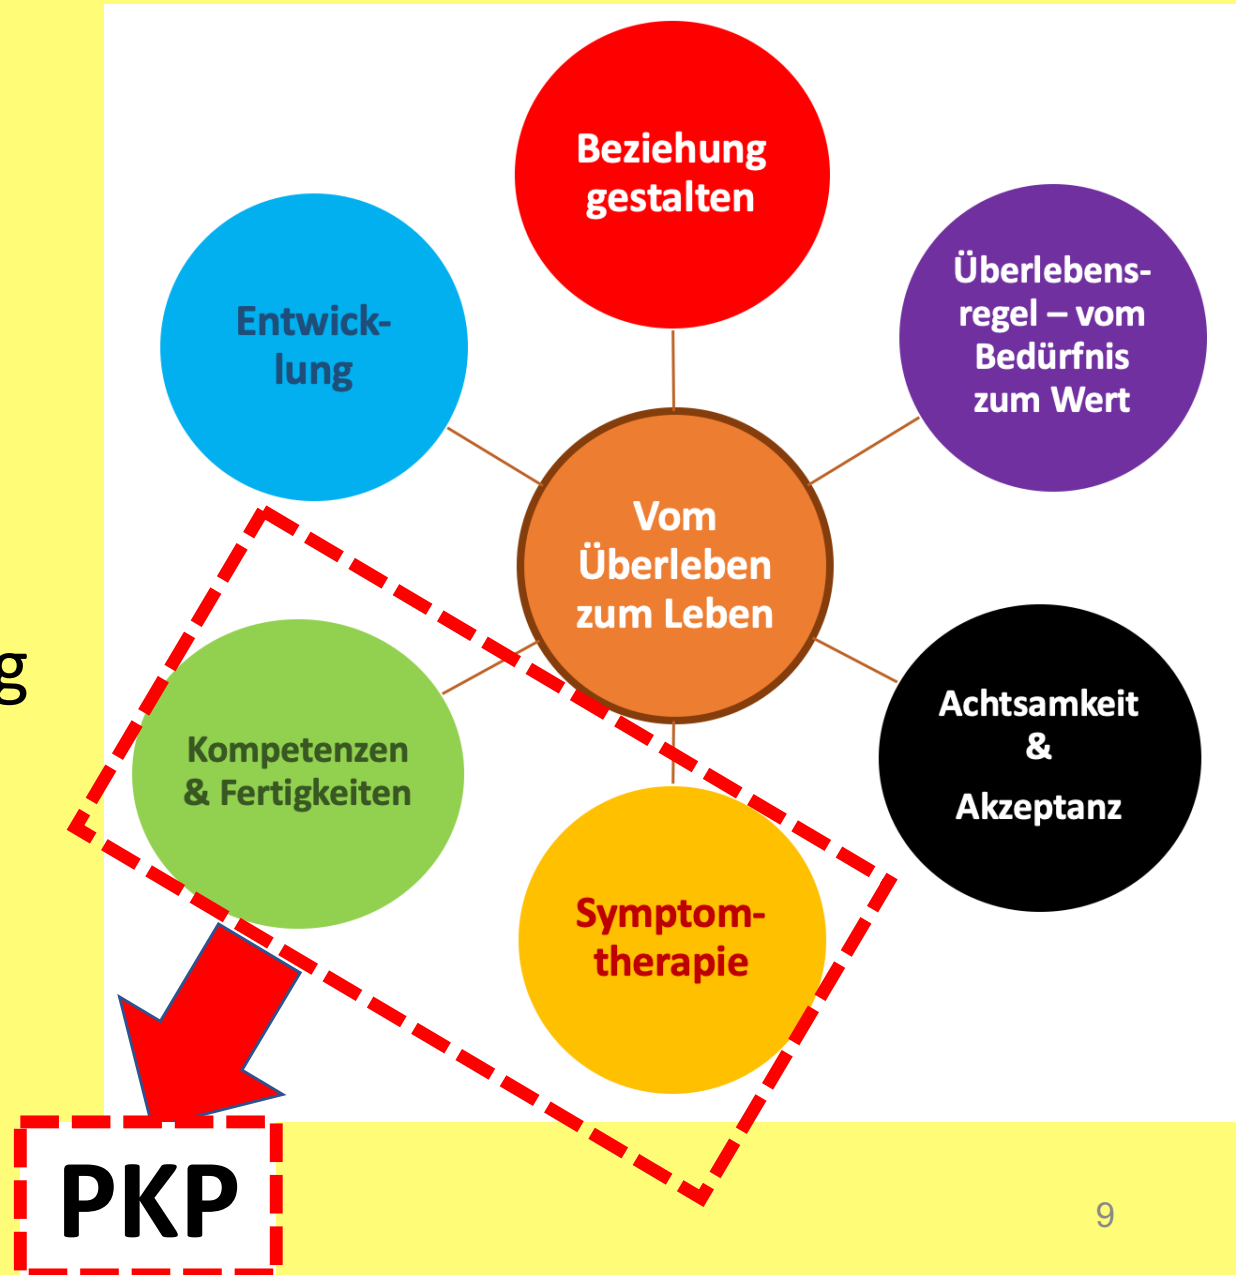 Beziehung
gestalten
Entwick-
lung
Überlebens-
regel – vom
Bedürfnis
zum Wert
Vom
Überleben
zum Leben
g
Kompetenzen
& Fertigkeiten
Achtsamkeit
&
Akzeptanz
Symptom-
therapie
PKP
9